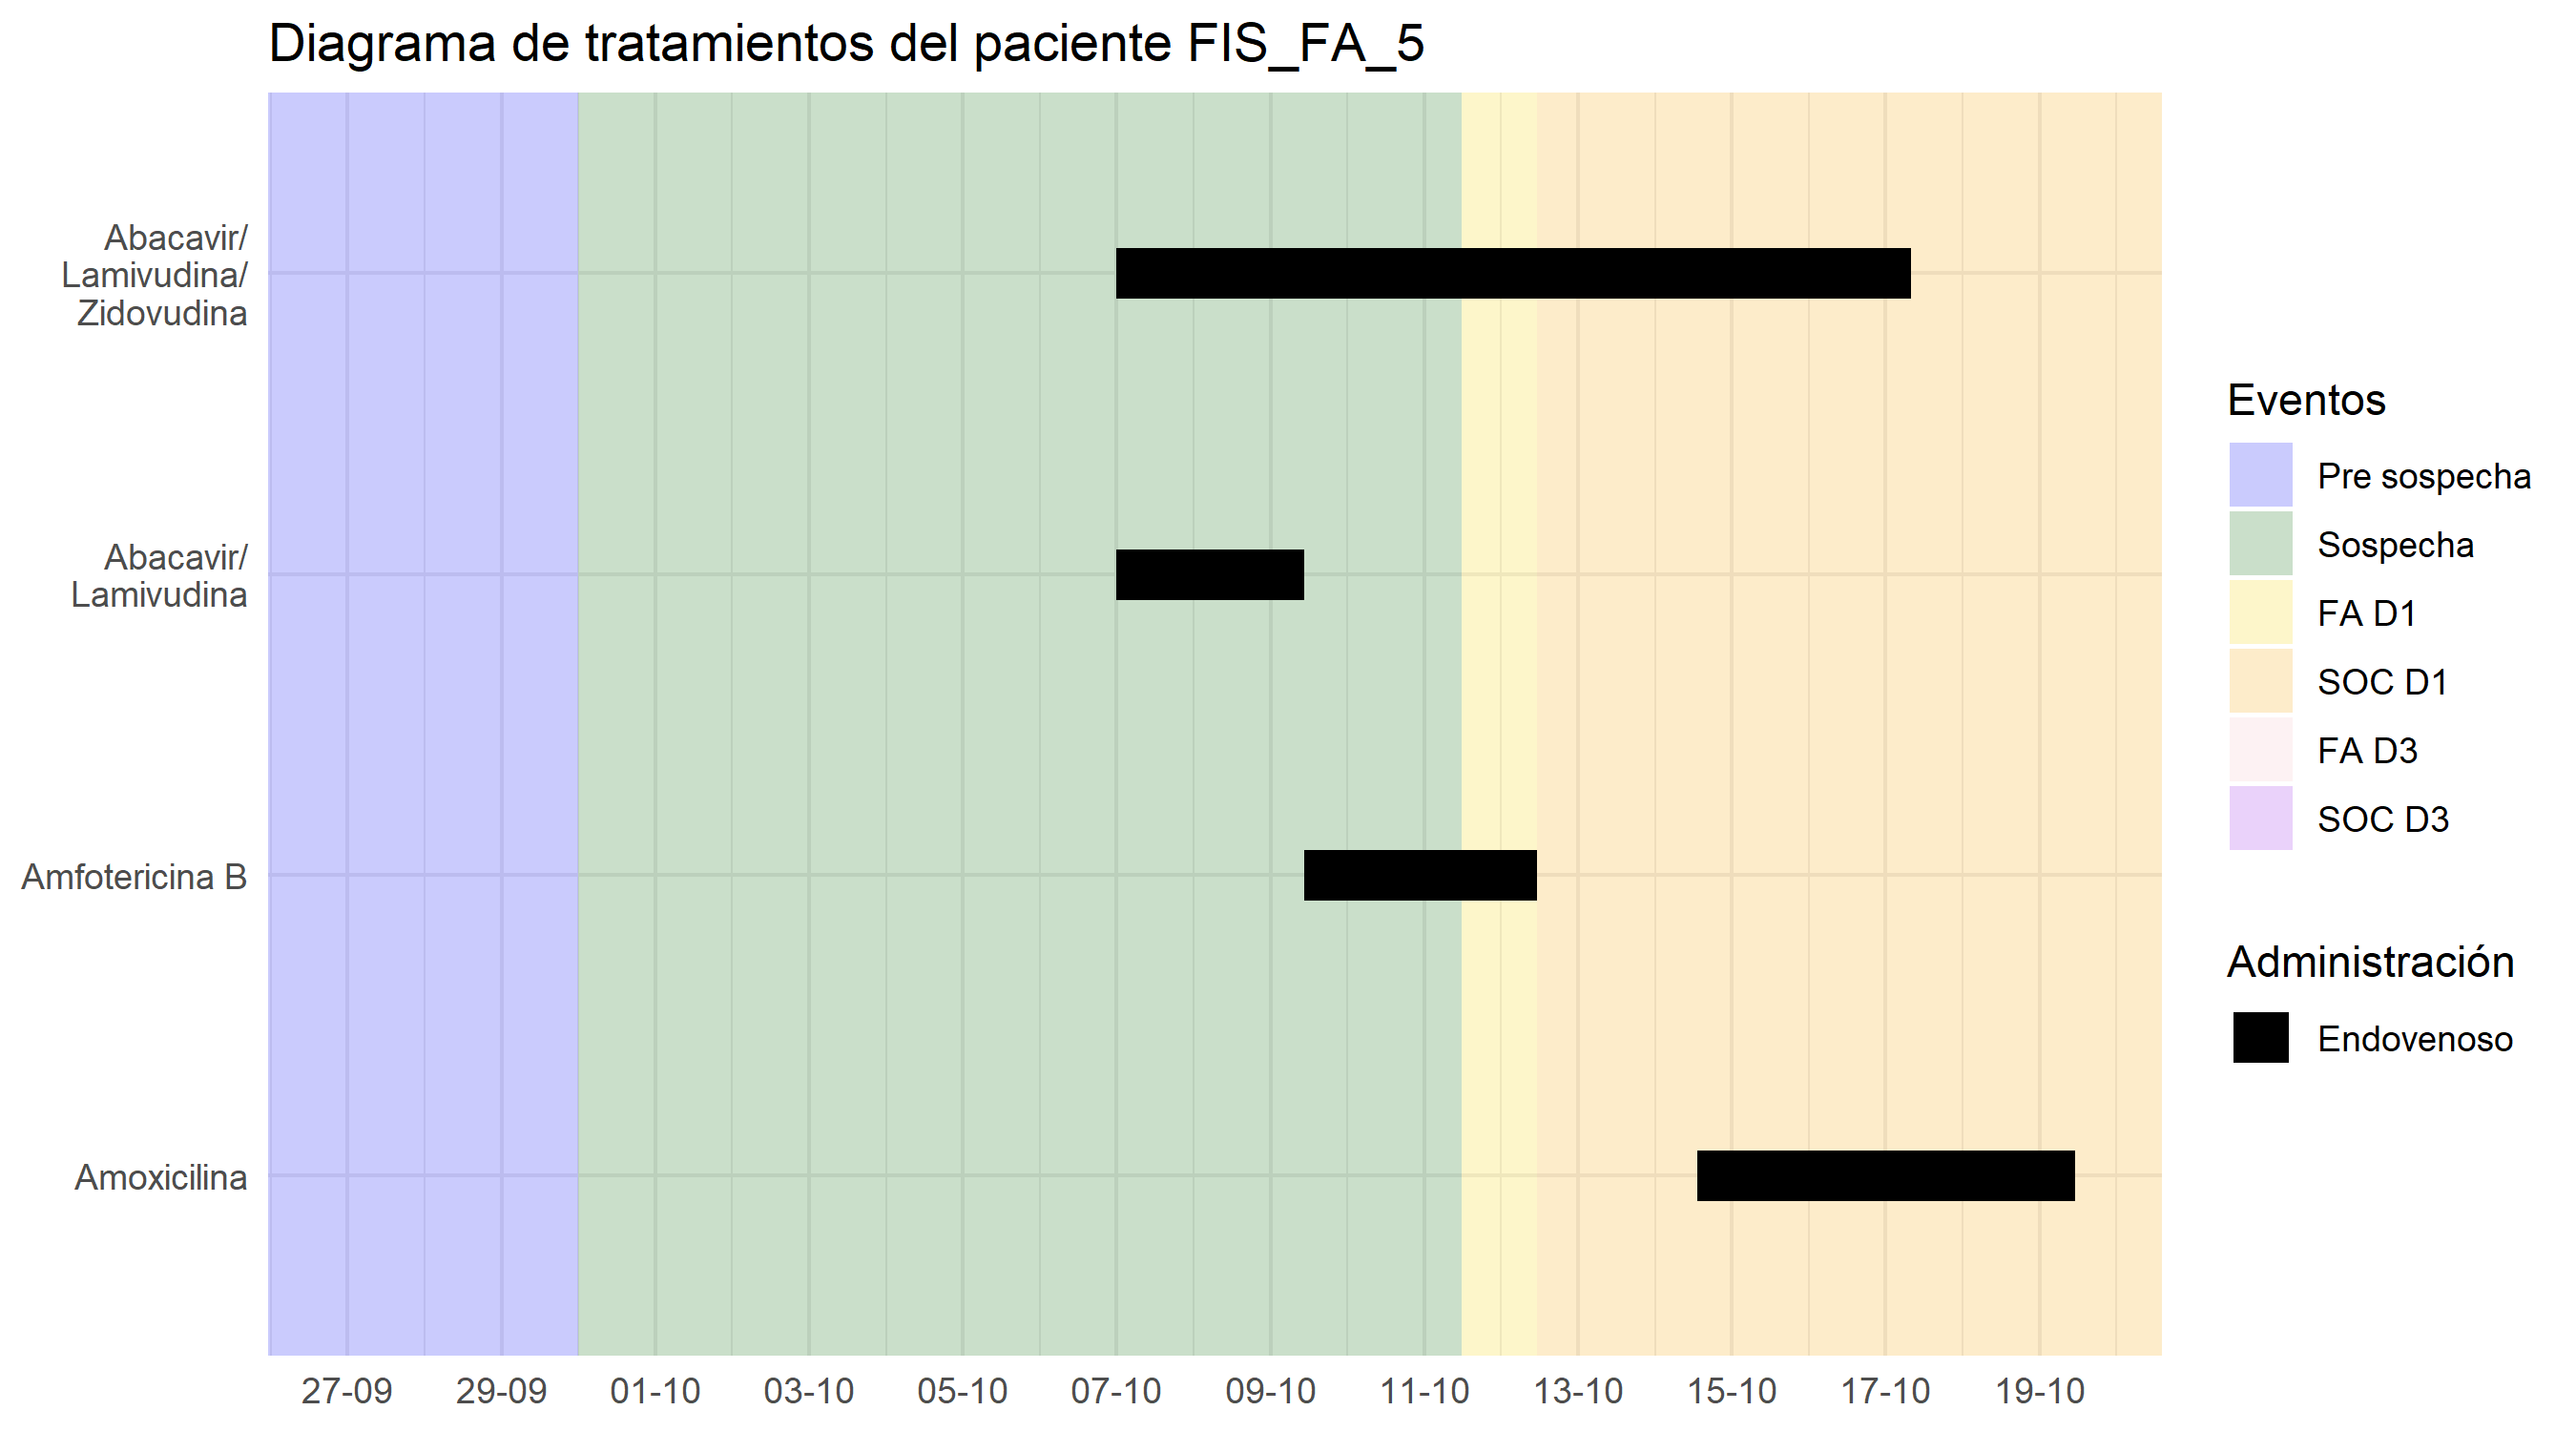 Diagrama de tratamientos del paciente FIS_FA_5
Abacavir/
Lamivudina/
Zidovudina
Abacavir/
Lamivudina
Amfotericina B
Amoxicilina
27-09
29-09
01-10
03-10
05-10
07-10
09-10
11-10
13-10
15-10
17-10
19-10
Eventos
Pre sospecha
Sospecha
FA D1
SOC D1
FA D3
SOC D3
Administración
Endovenoso